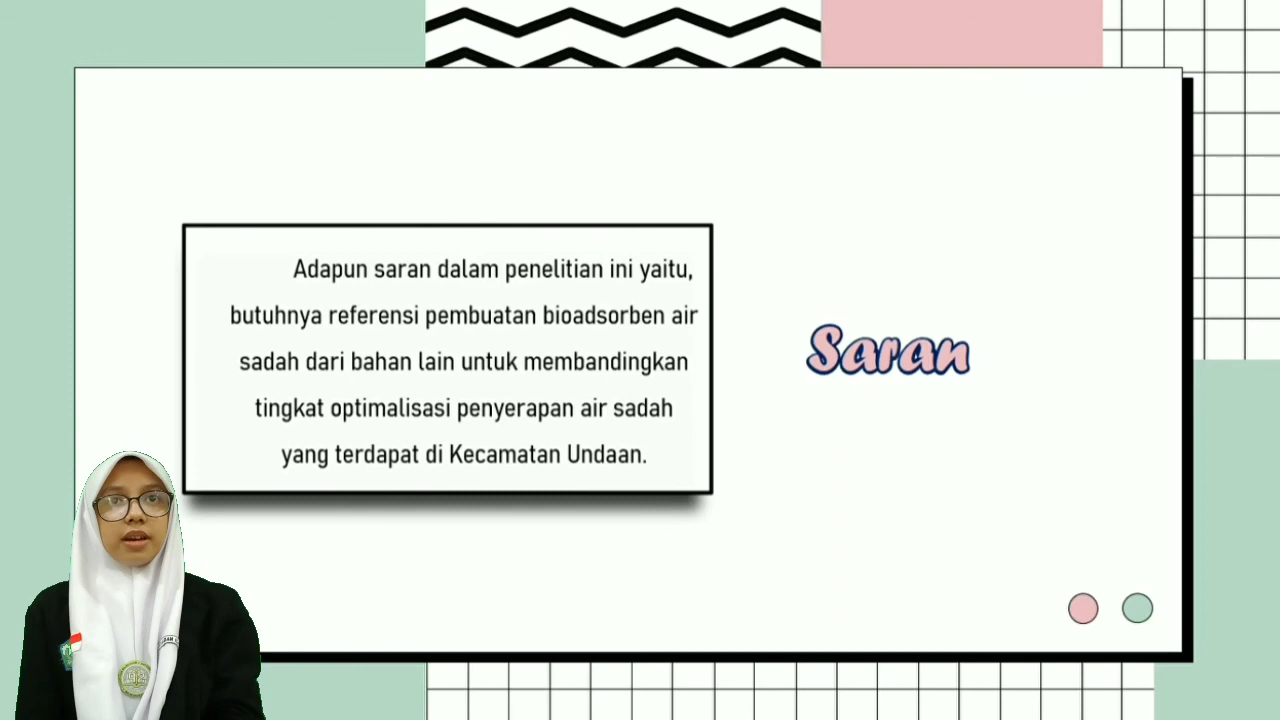 Adapun saran dalam penelitian ini yaitu,
butuhnya referensi pembuatan bioadsorben air
sadah dari bahan lain untuk membandingkan
tingkat optimalisasi penyerapan air sadah
yang terdapat di Kecamatan Undaan.
Saran